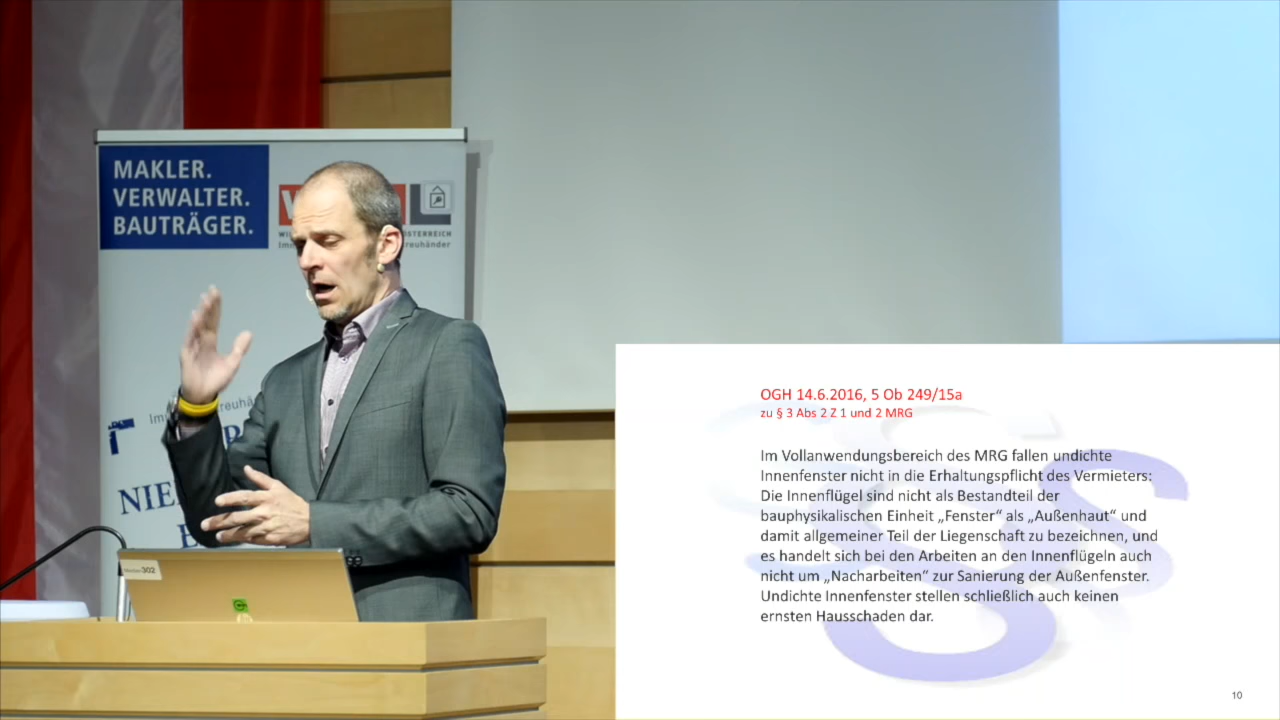 MAKLER.
VERWALTER.
BAUTRÄGER.
OGH 14.6.2016, 5 Ob 249/15a
zu § 3 Abs 2 Z 1 und 2 MRG
Im Vollanwendungsbereich des MRG fallen undichte
Innenfenster nicht in die Erhaltungspflicht des Vermieters:
Die Innenflügel sind nicht als Bestandteil der
bauphysikalischen Einheit „Fenster“ als „Außenhaut“ und
damit allgemeiner Teil der Liegenschaft zu bezeichnen, und
es handelt sich bei den Arbeiten an den Innenflügeln auch
nicht um „Nacharbeiten“ zur Sanierung der Außenfenster.
Undichte Innenfenster stellen schließlich auch keinen
ernsten Hausschaden dar.
302
10